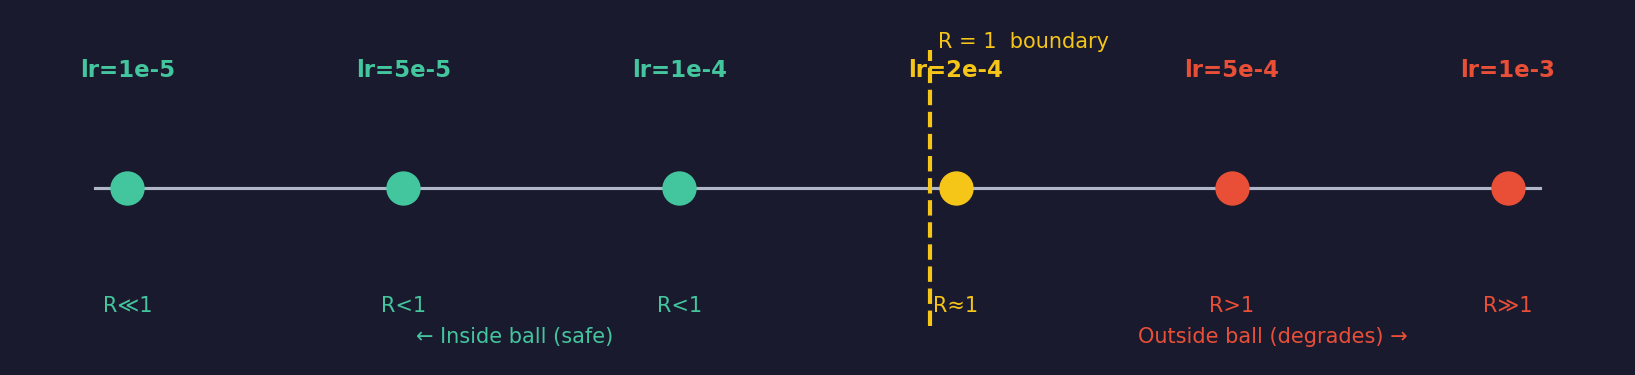 R = 1  boundary
lr=1e-5 lr=5e-5 lr=1e-4 lr=2e-4 lr=5e-4 lr=1e-3
R≪1 R<1 R<1 R≈1 R>1 R≫1
← Inside ball (safe) Outside ball (degrades) →